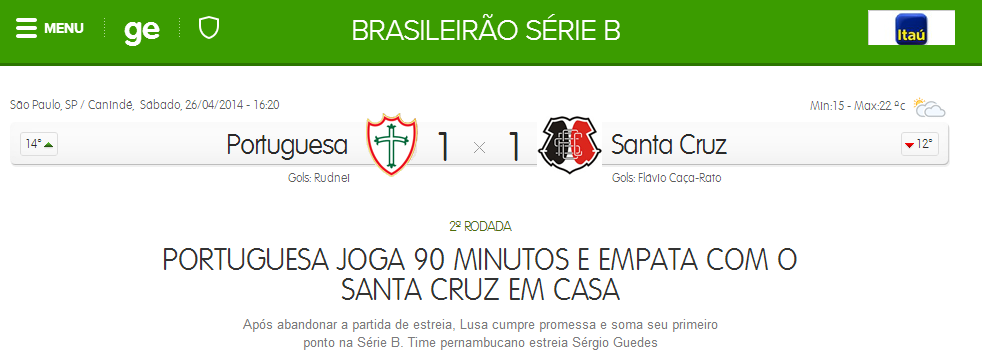 MENU
ge
BRASILEIRÃO SÉRIE B
Itaú
São Paulo, SP / Canindé, Sábado, 26/04/2014 - 16:20
Min:15 - Max:22 ºc
14°
Portuguesa
1 × 1
Santa Cruz
12°
Gols: Rudnei
Gols: Flávio Caça-Rato
2ª RODADA
PORTUGUESA JOGA 90 MINUTOS E EMPATA COM O
SANTA CRUZ EM CASA
Após abandonar a partida de estreia, Lusa cumpre promessa e soma seu primeiro
ponto na Série B. Time pernambucano estreia Sérgio Guedes